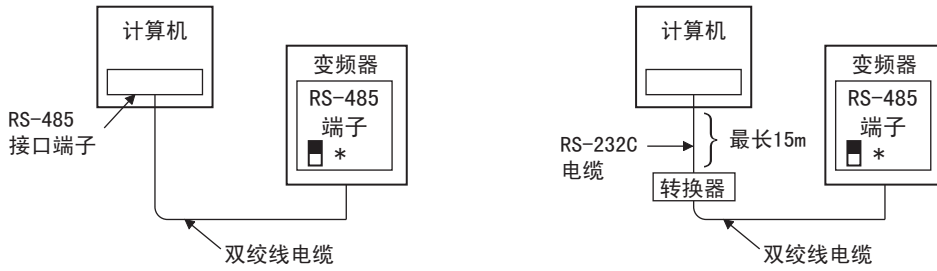 计算机
变频器
RS-485
端子
*
RS-485
接口端子
双绞线电缆
计算机
变频器
RS-485
端子
*
RS-232C
电缆
最长15m
转换器
双绞线电缆